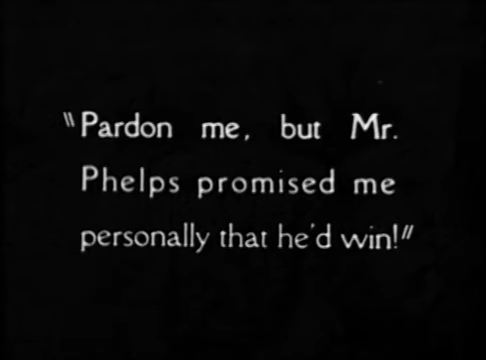 "Pardon me, but Mr.
Phelps promised me
personally that he'd win!"